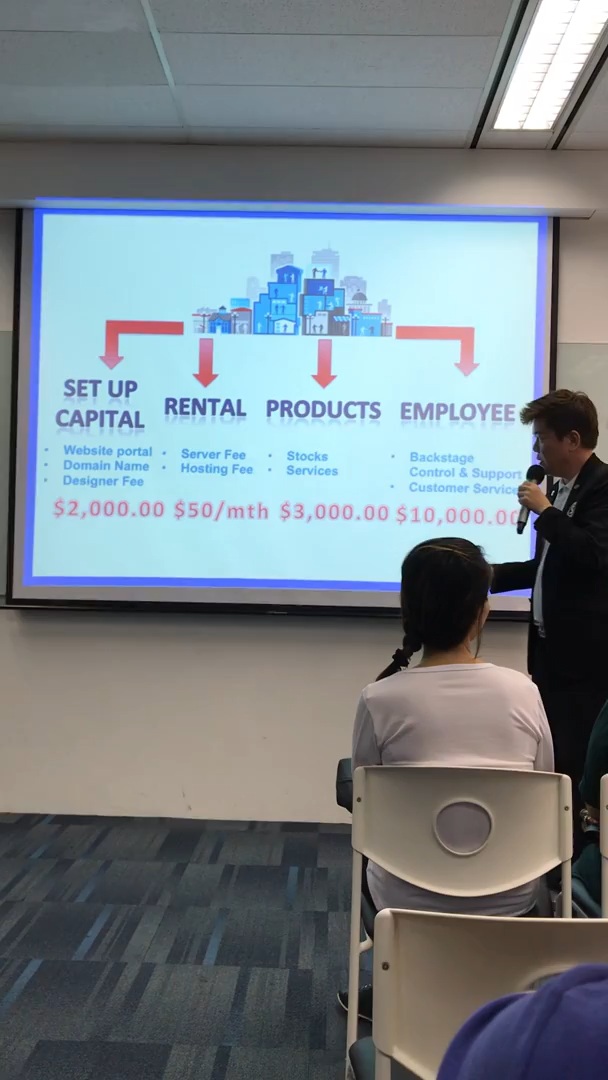 SET UP
CAPITAL
• Website portal
• Domain Name
• Designer Fee
$2,000.00
RENTAL
• Server Fee
• Hosting Fee
$50/mth
PRODUCTS
• Stocks
• Services
$3,000.00
EMPLOYEE
• Backstage
Control & Support
• Customer Service
$10,000.00